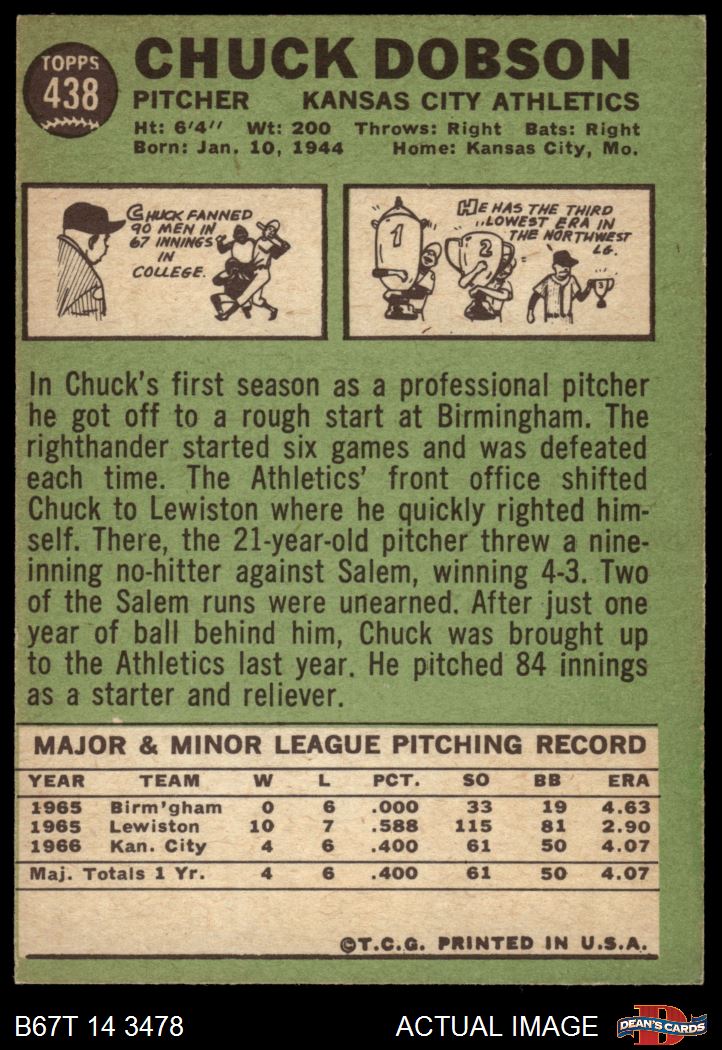 TOPPS
438
CHUCK DOBSON
PITCHER KANSAS CITY ATHLETICS
Ht: 6'4'' Wt: 200 Throws: Right Bats: Right
Born: Jan. 10, 1944 Home: Kansas City, Mo.
CHUCK FANNED
90 MEN IN
67 INNINGS
IN
COLLEGE.
1
2
3
HE HAS THE THIRD
LOWEST ERA IN
THE NORTHWEST
LG.
In Chuck's first season as a professional pitcher
he got off to a rough start at Birmingham. The
righthander started six games and was defeated
each time. The Athletics' front office shifted
Chuck to Lewiston where he quickly righted him-
self. There, the 21-year-old pitcher threw a nine-
inning no-hitter against Salem, winning 4-3. Two
of the Salem runs were unearned. After just one
year of ball behind him, Chuck was brought up
to the Athletics last year. He pitched 84 innings
as a starter and reliever.
MAJOR & MINOR LEAGUE PITCHING RECORD
YEAR TEAM W L PCT. SO BB ERA
1965 Birm'gham 0 6 .000 33 19 4.63
1965 Lewiston 10 7 .588 115 81 2.90
1966 Kan. City 4 6 .400 61 50 4.07
Maj. Totals 1 Yr. 4 6 .400 61 50 4.07
©T.C.G. PRINTED IN U.S.A.
B67T 14 3478 ACTUAL IMAGE
D
DEAN'S CARDS